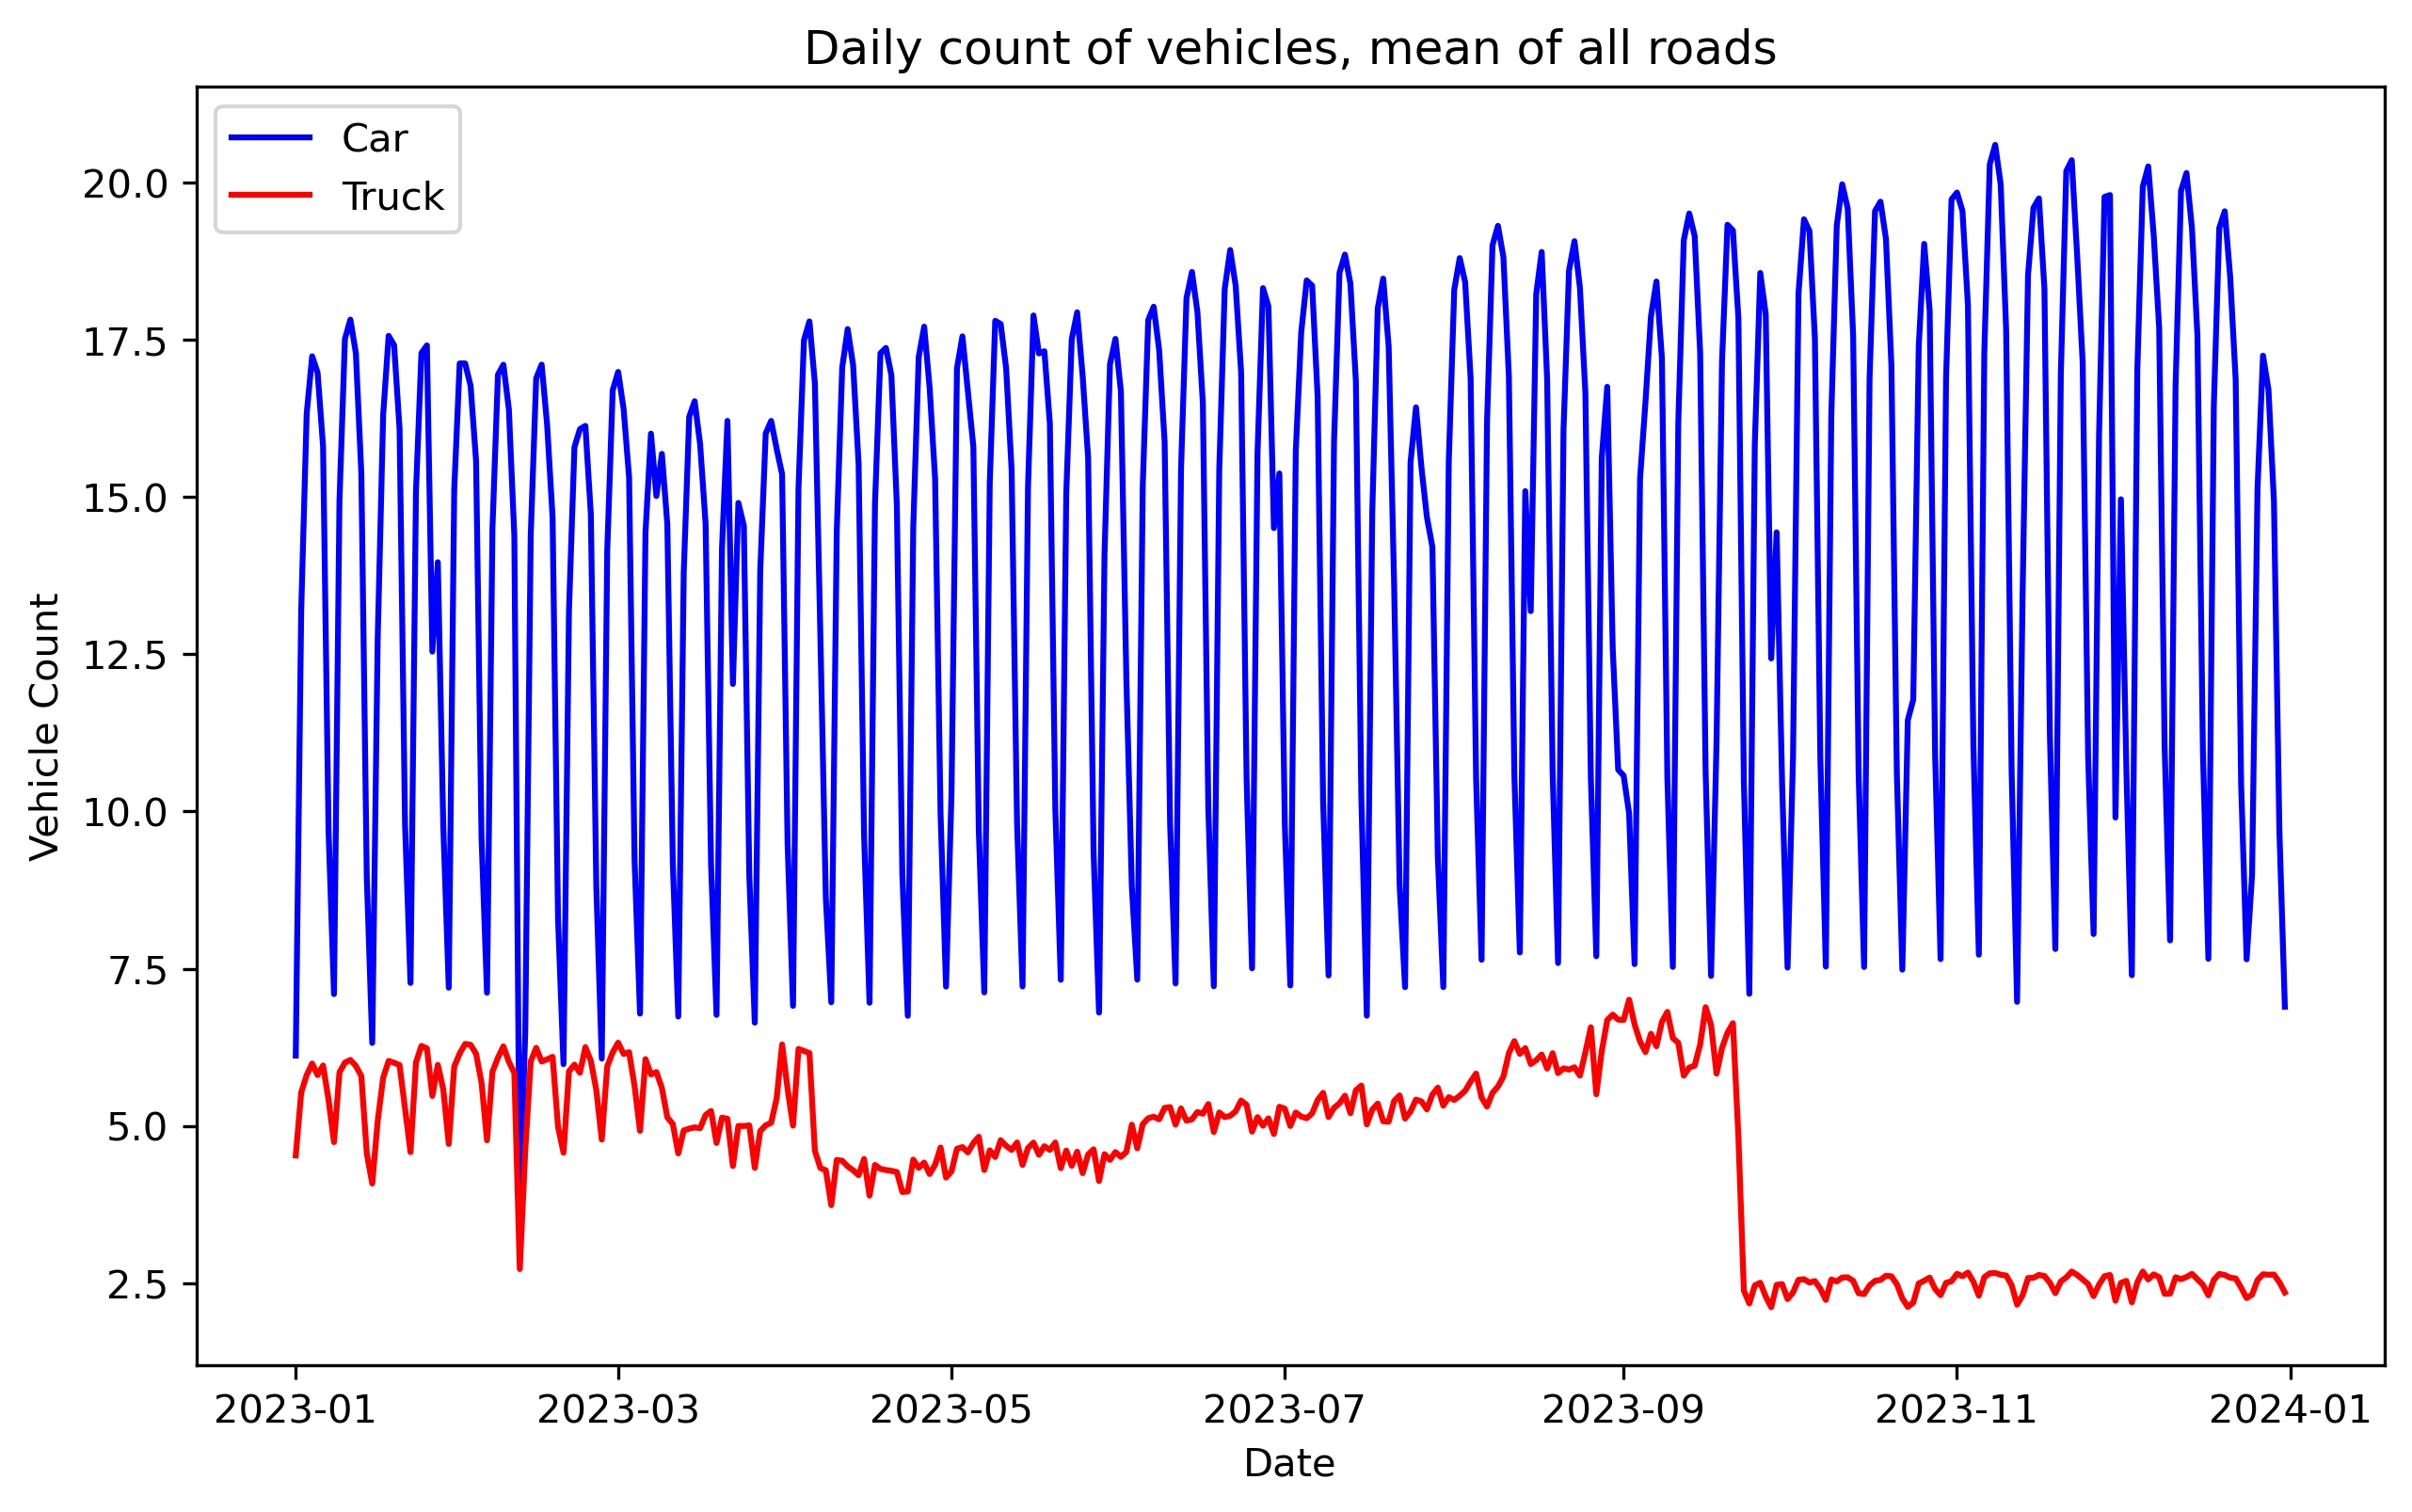 Daily count of vehicles, mean of all roads
Car
Truck
20.0
17.5
15.0
12.5
10.0
7.5
5.0
2.5
Vehicle Count
2023-01 2023-03 2023-05 2023-07 2023-09 2023-11 2024-01
Date